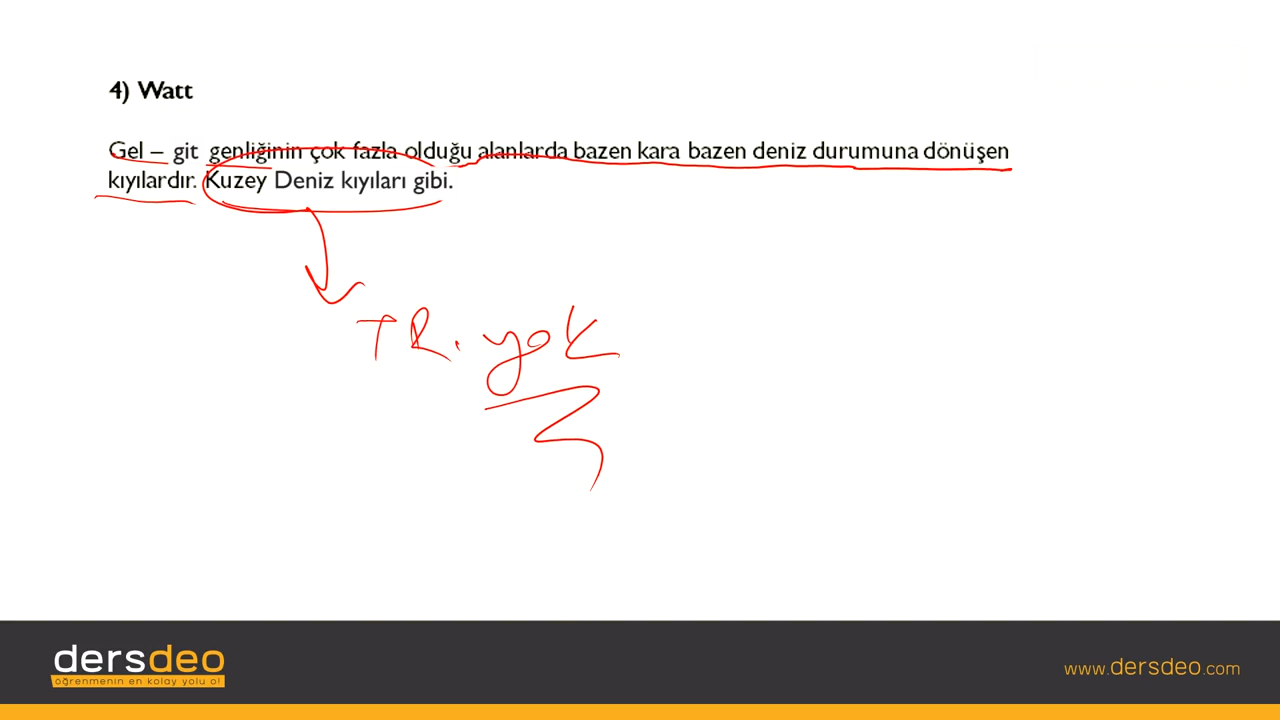 4) Watt
Gel – git genliğinin çok fazla olduğu alanlarda bazen kara bazen deniz durumuna dönüşen
kıyılardır. Kuzey Deniz kıyıları gibi.
TR. yok
dersdeo
öğrenmenin en kolay yolu o!
www.dersdeo.com